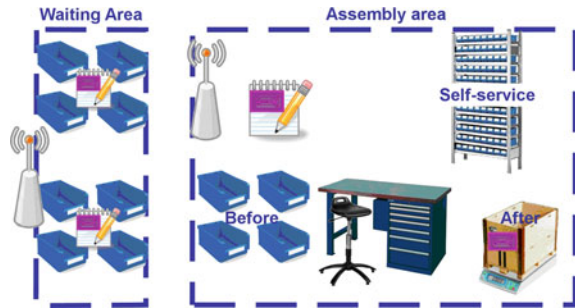 Waiting Area
Assembly area
Self-service
Before
After